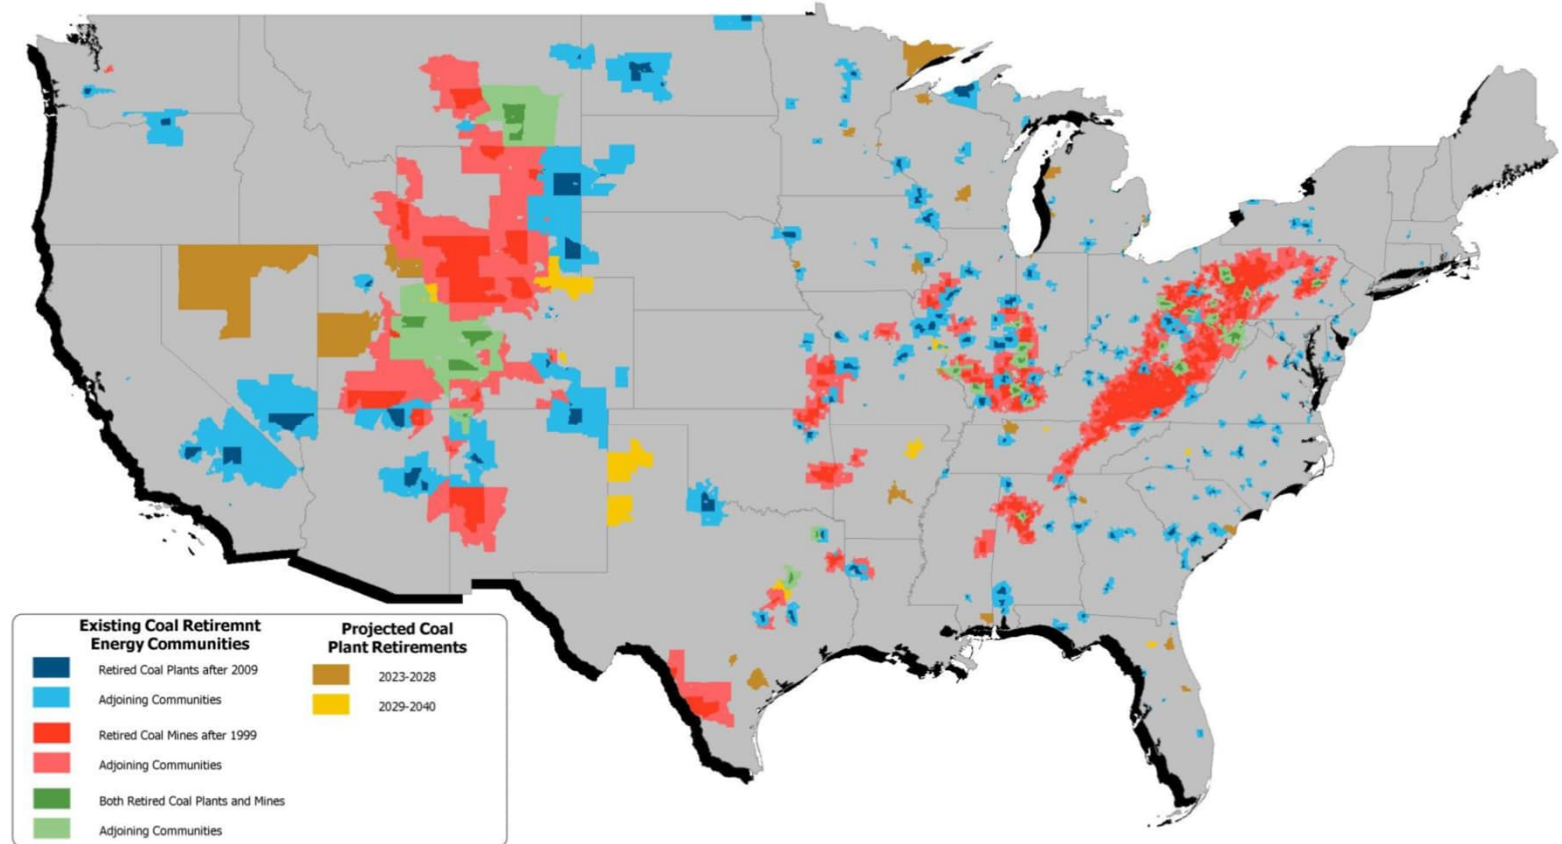 Existing Coal Retiremnt
Energy Communities
Retired Coal Plants after 2009
Adjoining Communities
Retired Coal Mines after 1999
Adjoining Communities
Both Retired Coal Plants and Mines
Adjoining Communities
Projected Coal
Plant Retirements
2023-2028
2029-2040